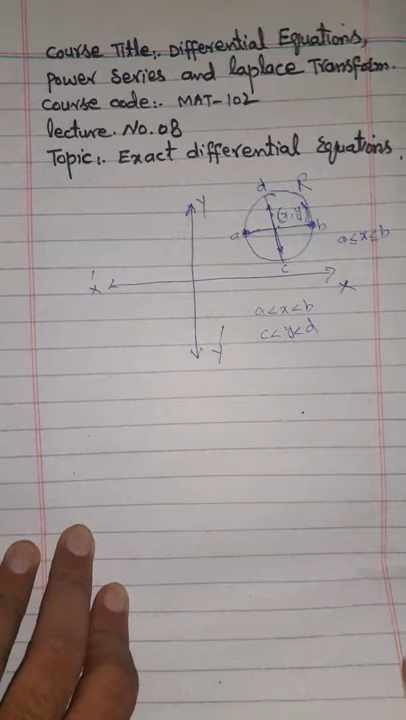 Course Title:. Differential Equations,
Power Series and Laplace Transform.
Course code:. MAT-102
lecture. No. 08
Topic:. Exact differential Equations.
d R
Y
(x, y)
a b
a≤x≤b
c
X' X
a<x<b
c<y<d
Y'